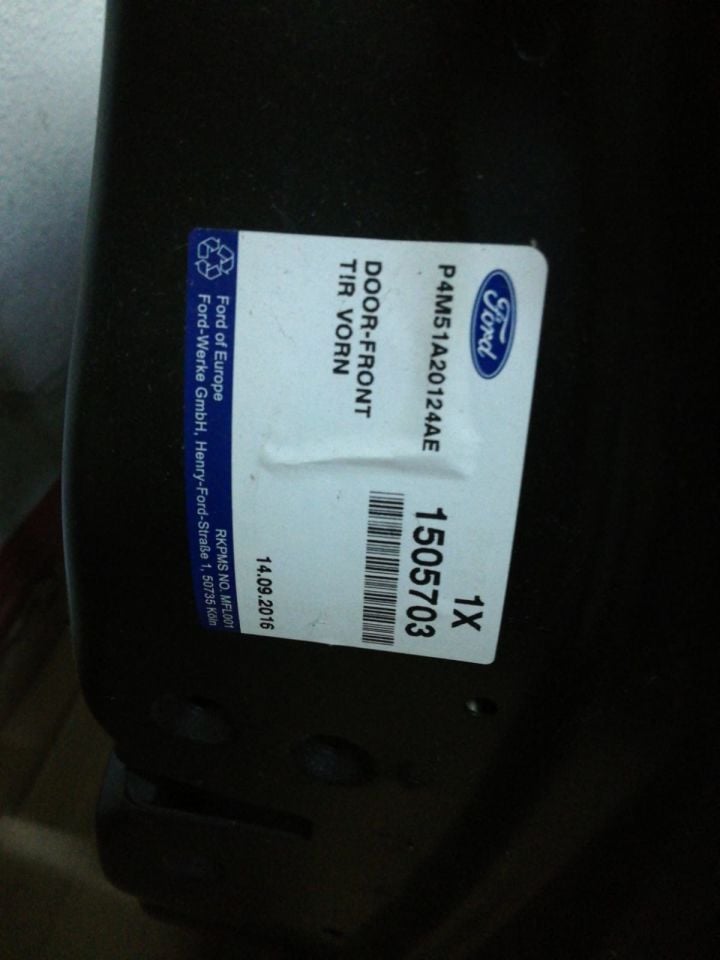 Ford
P4M51A20124AE
1X
1505703
DOOR-FRONT
T!R VORN
14.09.2016
RKPMS NO. MFL001
Ford of Europe
Ford-Werke GmbH, Henry-Ford-Straße 1, 50735 Köln